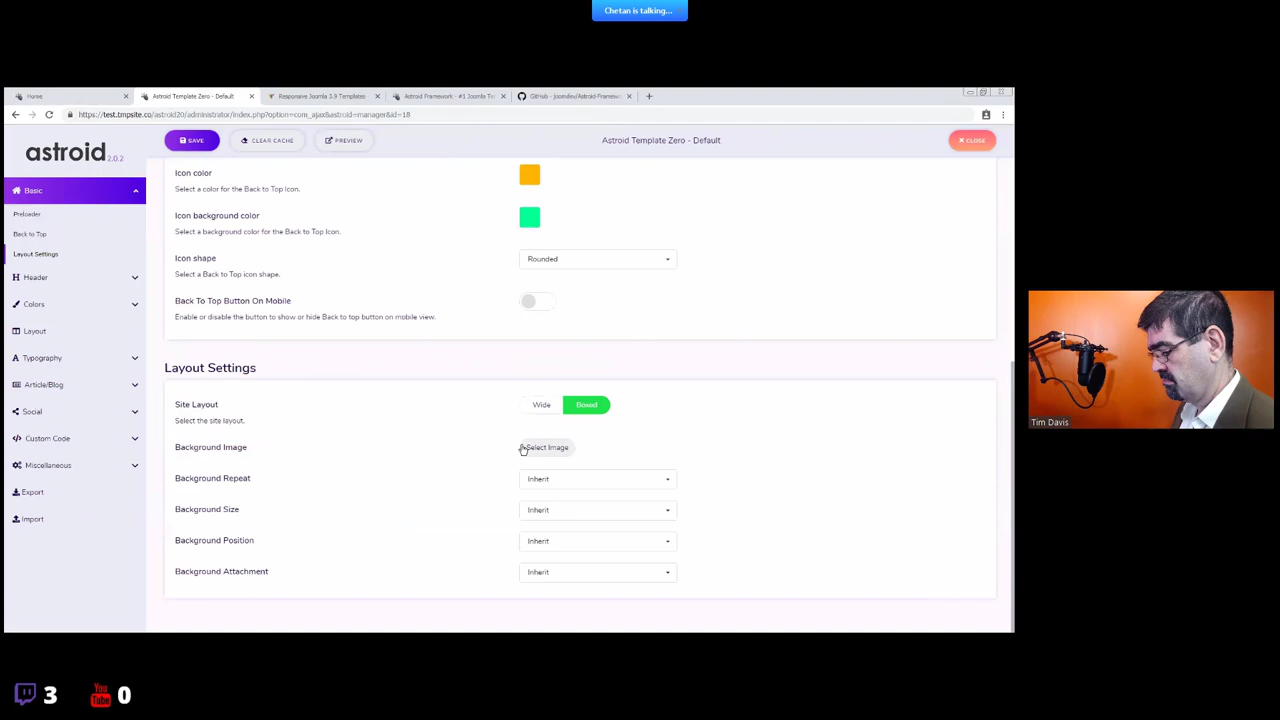 Chetan is talking...
Home
Astroid Template Zero - Default
Responsive Joomla 3.9 Templates
Astroid Framework - #1 Joomla Te
GitHub - joomdev/Astroid-Framew
https://test.tmpsite.co/astroid20/administrator/index.php?option=com_ajax&astroid=manager&id=18
astroid 2.0.2
SAVE
CLEAR CACHE
PREVIEW
Astroid Template Zero - Default
CLOSE
Basic
Preloader
Back to Top
Layout Settings
Header
Colors
Layout
Typography
Article/Blog
Social
Custom Code
Miscellaneous
Export
Import
Icon color
Select a color for the Back to Top Icon.
Icon background color
Select a background color for the Back to Top Icon.
Icon shape
Rounded
Select a Back to Top icon shape.
Back To Top Button On Mobile
Enable or disable the button to show or hide Back to top button on mobile view.
Layout Settings
Site Layout
Wide
Boxed
Select the site layout.
Background Image
Select Image
Background Repeat
Inherit
Background Size
Inherit
Background Position
Inherit
Background Attachment
Inherit
Tim Davis
3
You Tube
0